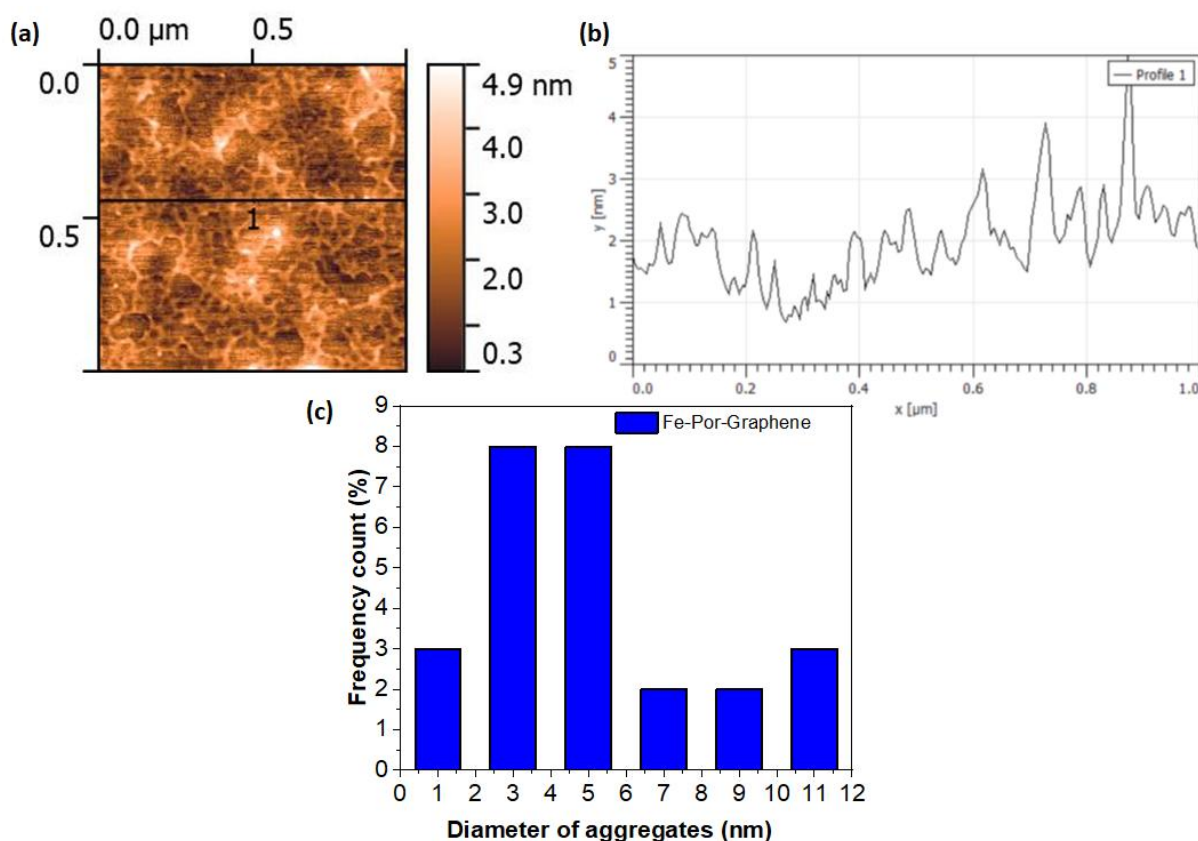 (a)
0.0 µm 0.5
0.0
0.5
1
4.9 nm
4.0
3.0
2.0
0.3
(b)
Profile 1
5
4
3
2
1
0
y [nm]
0.0 0.2 0.4 0.6 0.8 1.0
x [µm]
(c)
Fe-Por-Graphene
9
8
7
6
5
4
3
2
1
0
Frequency count (%)
0 1 2 3 4 5 6 7 8 9 10 11 12
Diameter of aggregates (nm)